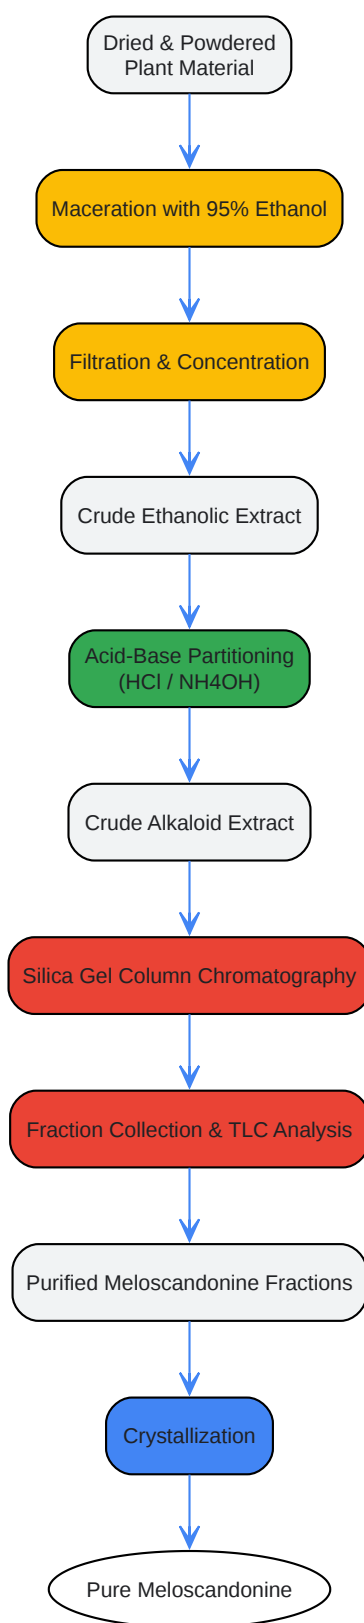 Dried & Powdered
Plant Material
Maceration with 95% Ethanol
Filtration & Concentration
Crude Ethanolic Extract
Acid-Base Partitioning
(HCl / NH4OH)
Crude Alkaloid Extract
Silica Gel Column Chromatography
Fraction Collection & TLC Analysis
Purified Meloscandonine Fractions
Crystallization
Pure Meloscandonine